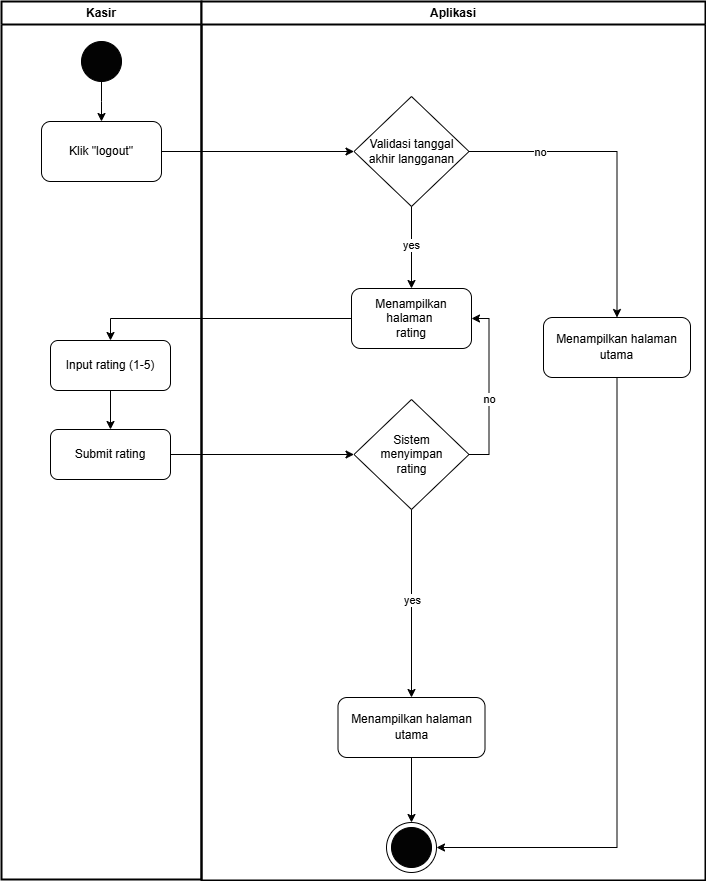 Kasir
Aplikasi
Klik "logout"
Validasi tanggal
akhir langganan
no
yes
Menampilkan
halaman
rating
Menampilkan halaman
utama
Input rating (1-5)
no
Submit rating
Sistem
menyimpan
rating
yes
Menampilkan halaman
utama